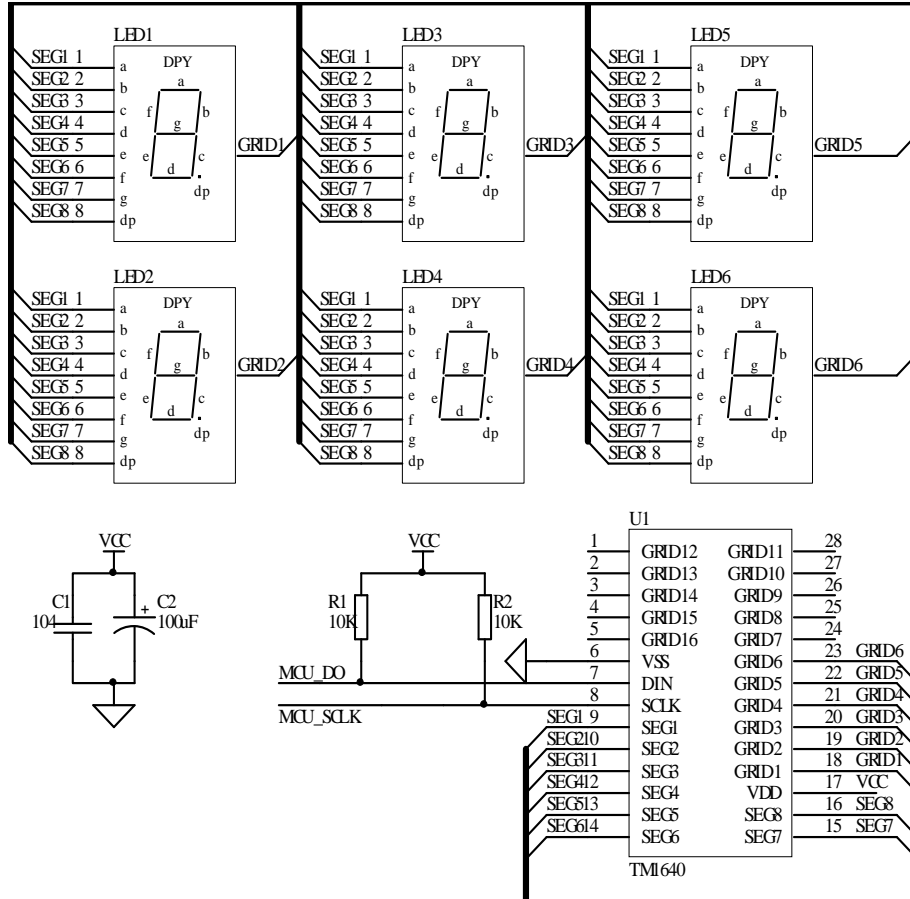 LED1 LED3 LED5
SEG1 1 a DPY SEG1 1 a DPY SEG1 1 a DPY
SEG2 2 b a SEG2 2 b a SEG2 2 b a
SEG3 3 c f b SEG3 3 c f b SEG3 3 c f b
SEG4 4 d g SEG4 4 d g SEG4 4 d g
SEG5 5 e e c GRID1 SEG5 5 e e c GRID3 SEG5 5 e e c GRID5
SEG6 6 f d SEG6 6 f d SEG6 6 f d
SEG7 7 g dp SEG7 7 g dp SEG7 7 g dp
SEG8 8 dp SEG8 8 dp SEG8 8 dp
LED2 LED4 LED6
SEG1 1 a DPY SEG1 1 a DPY SEG1 1 a DPY
SEG2 2 b a SEG2 2 b a SEG2 2 b a
SEG3 3 c f b SEG3 3 c f b SEG3 3 c f b
SEG4 4 d g GRID2 SEG4 4 d g GRID4 SEG4 4 d g GRID6
SEG5 5 e e c SEG5 5 e e c SEG5 5 e e c
SEG6 6 f d SEG6 6 f d SEG6 6 f d
SEG7 7 g dp SEG7 7 g dp SEG7 7 g dp
SEG8 8 dp SEG8 8 dp SEG8 8 dp
VCC
C1
104
+ C2
100uF
VCC
R1
10K
R2
10K
MCU_DO
MCU_SCLK
U1
1 GRID12 GRID11 28
2 GRID13 GRID10 27
3 GRID14 GRID9 26
4 GRID15 GRID8 25
5 GRID16 GRID7 24
6 VSS GRID6 23 GRID6
7 DIN GRID5 22 GRID5
8 SCLK GRID4 21 GRID4
SEG1 9 SEG1 GRID3 20 GRID3
SEG2 10 SEG2 GRID2 19 GRID2
SEG3 11 SEG3 GRID1 18 GRID1
SEG4 12 SEG4 VDD 17 VCC
SEG5 13 SEG5 SEG8 16 SEG8
SEG6 14 SEG6 SEG7 15 SEG7
TM1640